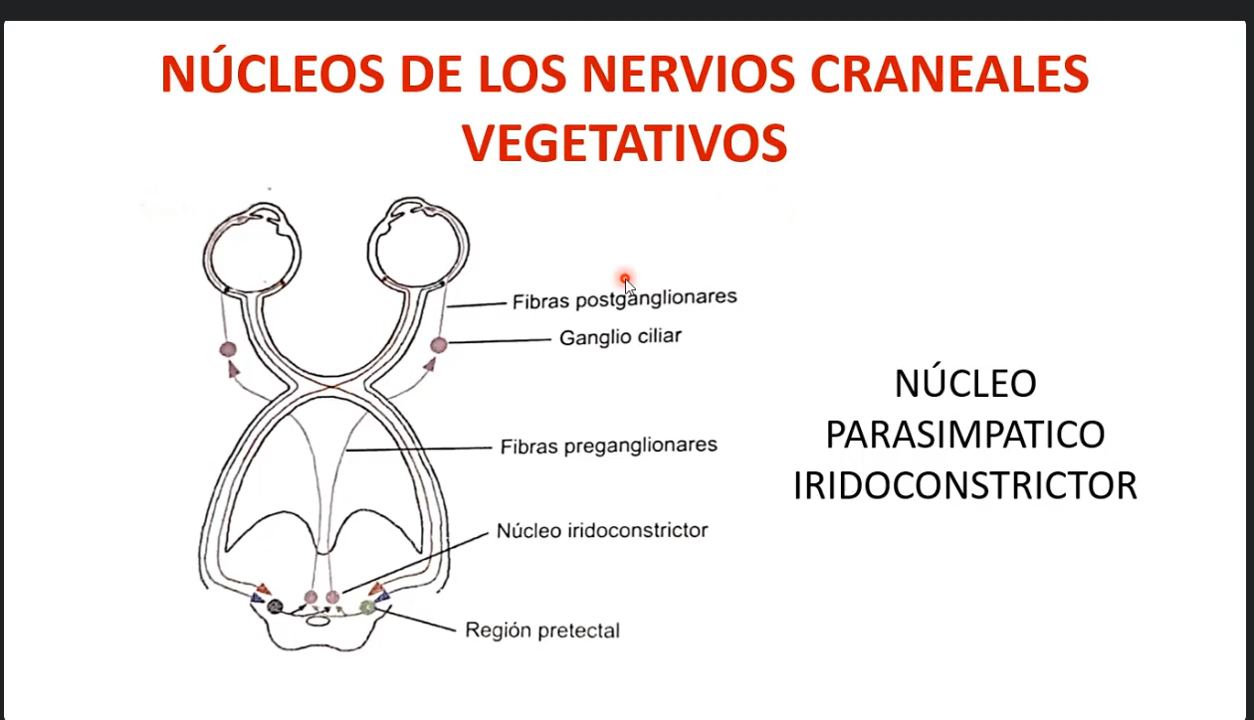 NÚCLEOS DE LOS NERVIOS CRANEALES
VEGETATIVOS
Fibras postganglionares
Ganglio ciliar
Fibras preganglionares
Núcleo iridoconstrictor
Región pretectal
NÚCLEO
PARASIMPATICO
IRIDOCONSTRICTOR